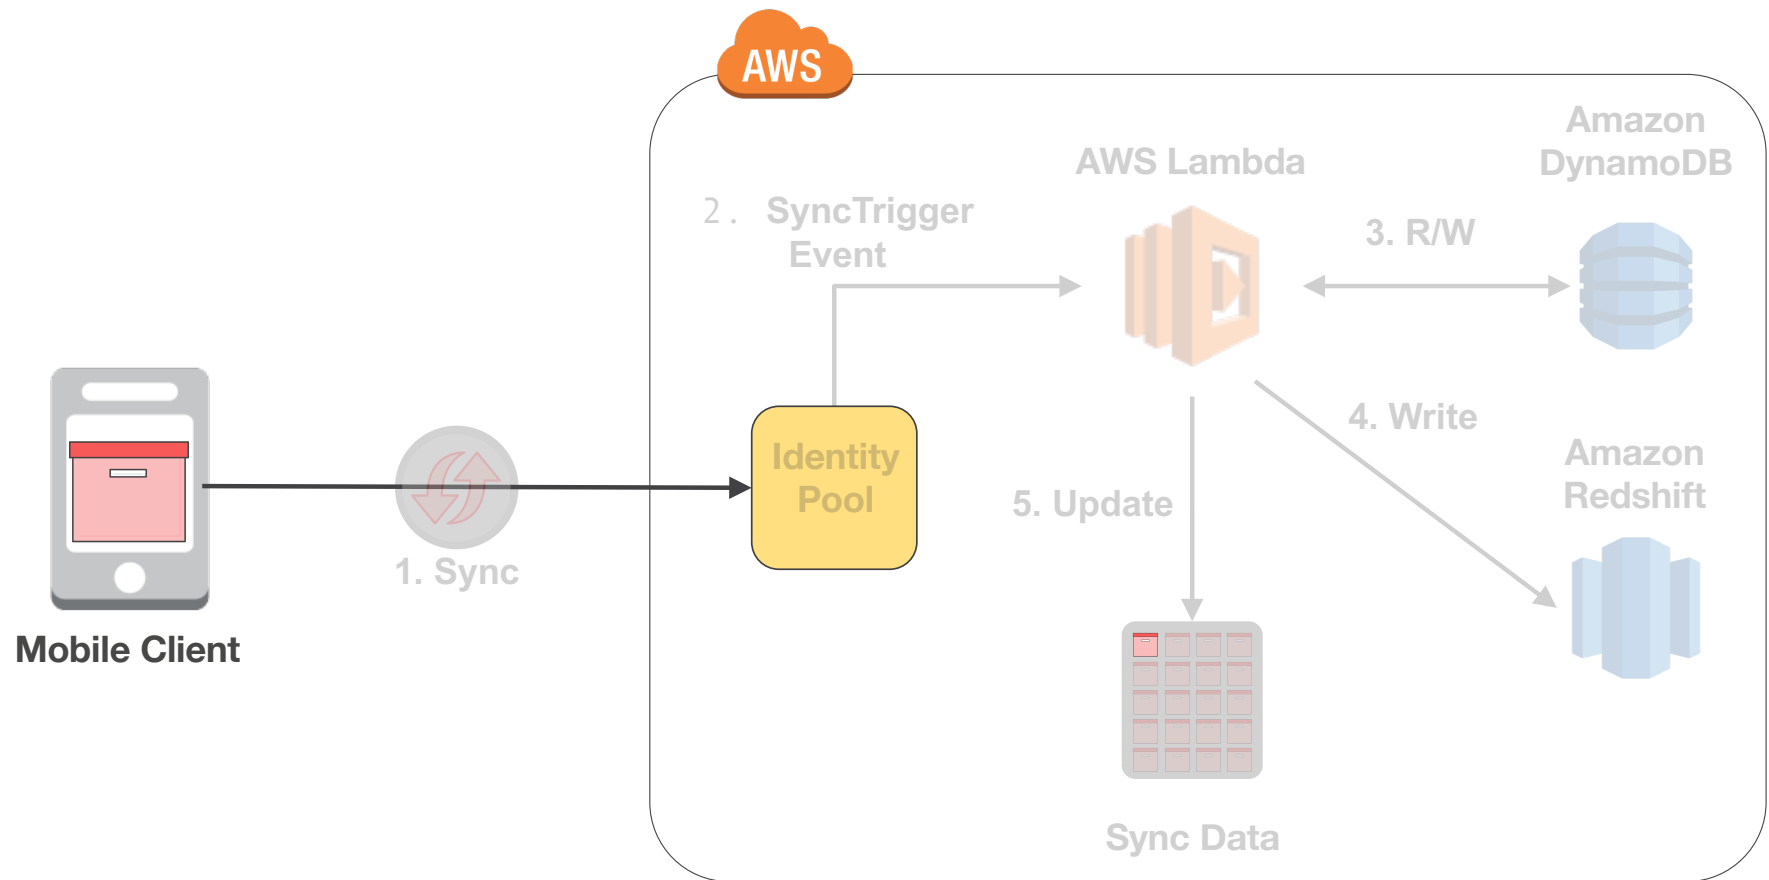 AWS
Amazon
DynamoDB
AWS Lambda
2. SyncTrigger
Event
3. R/W
4. Write
Identity
Pool
Amazon
Redshift
5. Update
1. Sync
Mobile Client
Sync Data